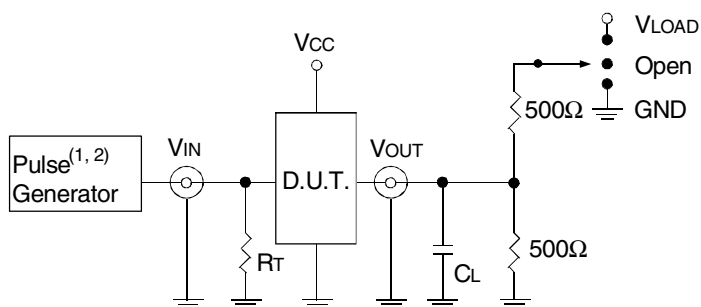 VLOAD
VCC
Open
500Ω
GND
Pulse(1, 2)
Generator
VIN
D.U.T.
VOUT
RT
CL
500Ω